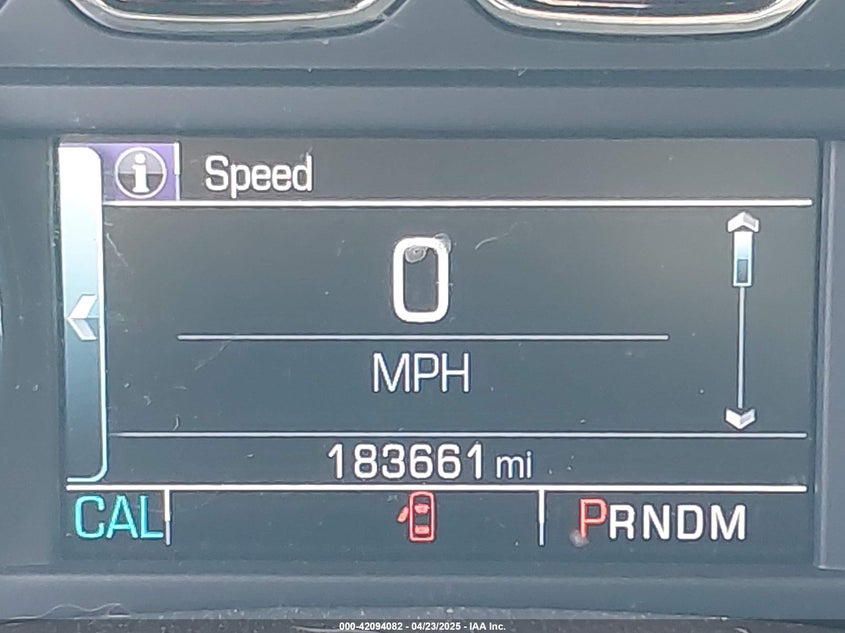 i Speed
0
MPH
183661 mi
CAL PRNDM
000-42094082 - 04/23/2025 - IAA Inc.